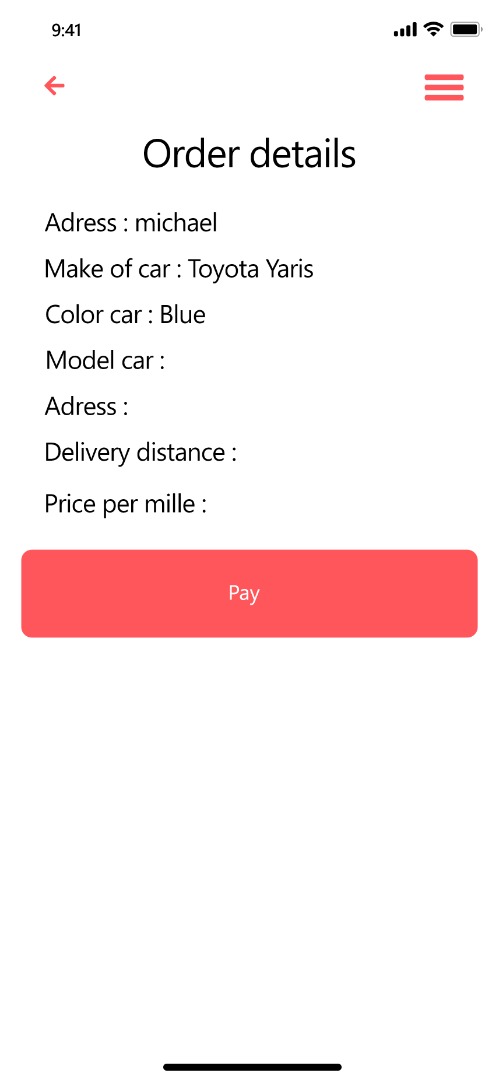 9:41
Order details
Adress : michael
Make of car : Toyota Yaris
Color car : Blue
Model car :
Adress :
Delivery distance :
Price per mille :
Pay